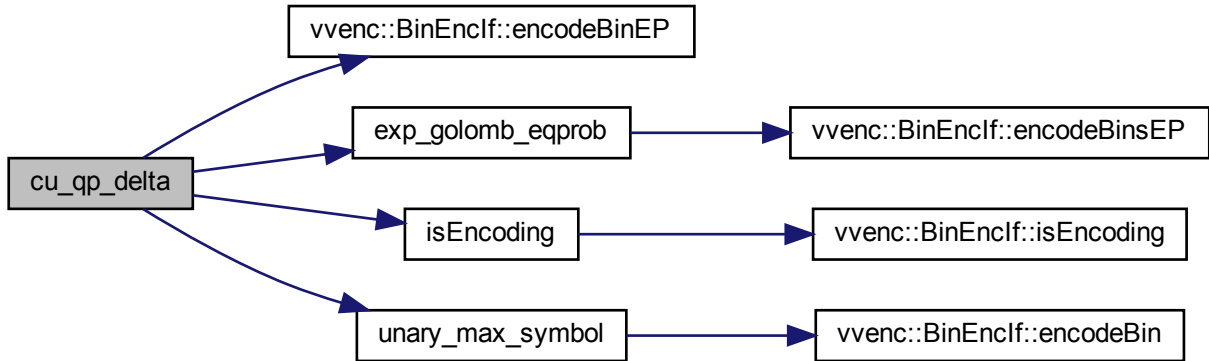 vvenc::BinEncIf::encodeBinEP
exp_golomb_eqprob
vvenc::BinEncIf::encodeBinsEP
cu_qp_delta
isEncoding
vvenc::BinEncIf::isEncoding
unary_max_symbol
vvenc::BinEncIf::encodeBin